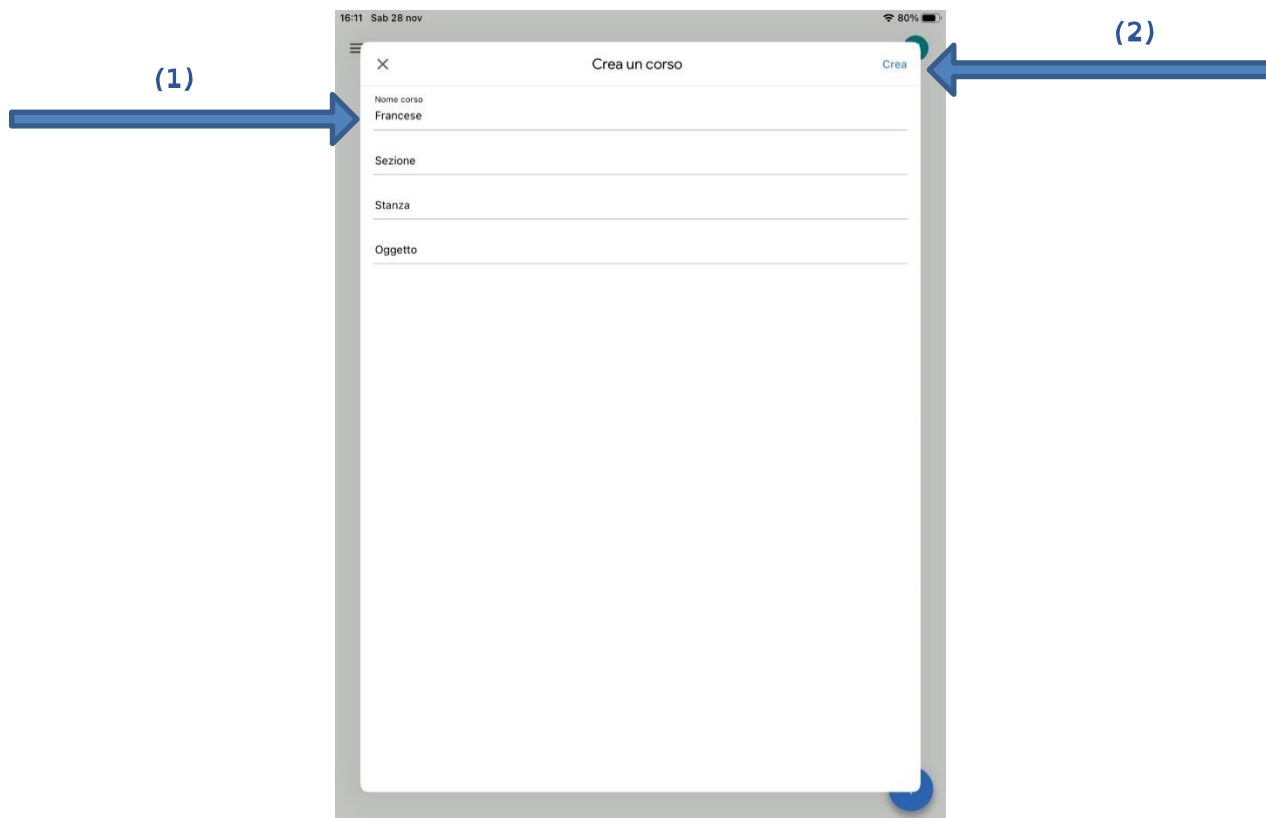 16:11 Sab 28 nov 80%
(2)
Crea un corso
Crea
(1)
Nome corso
Francese
Sezione
Stanza
Oggetto